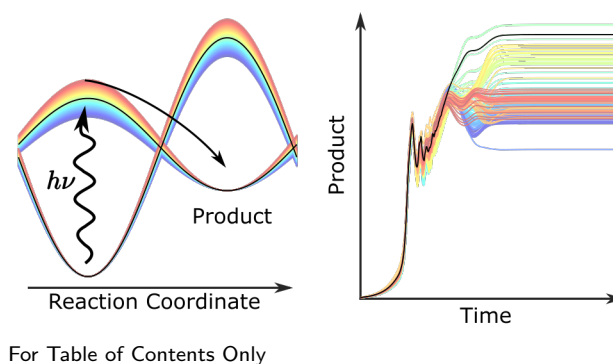 hν
Product
Reaction Coordinate
Product
Time
For Table of Contents Only